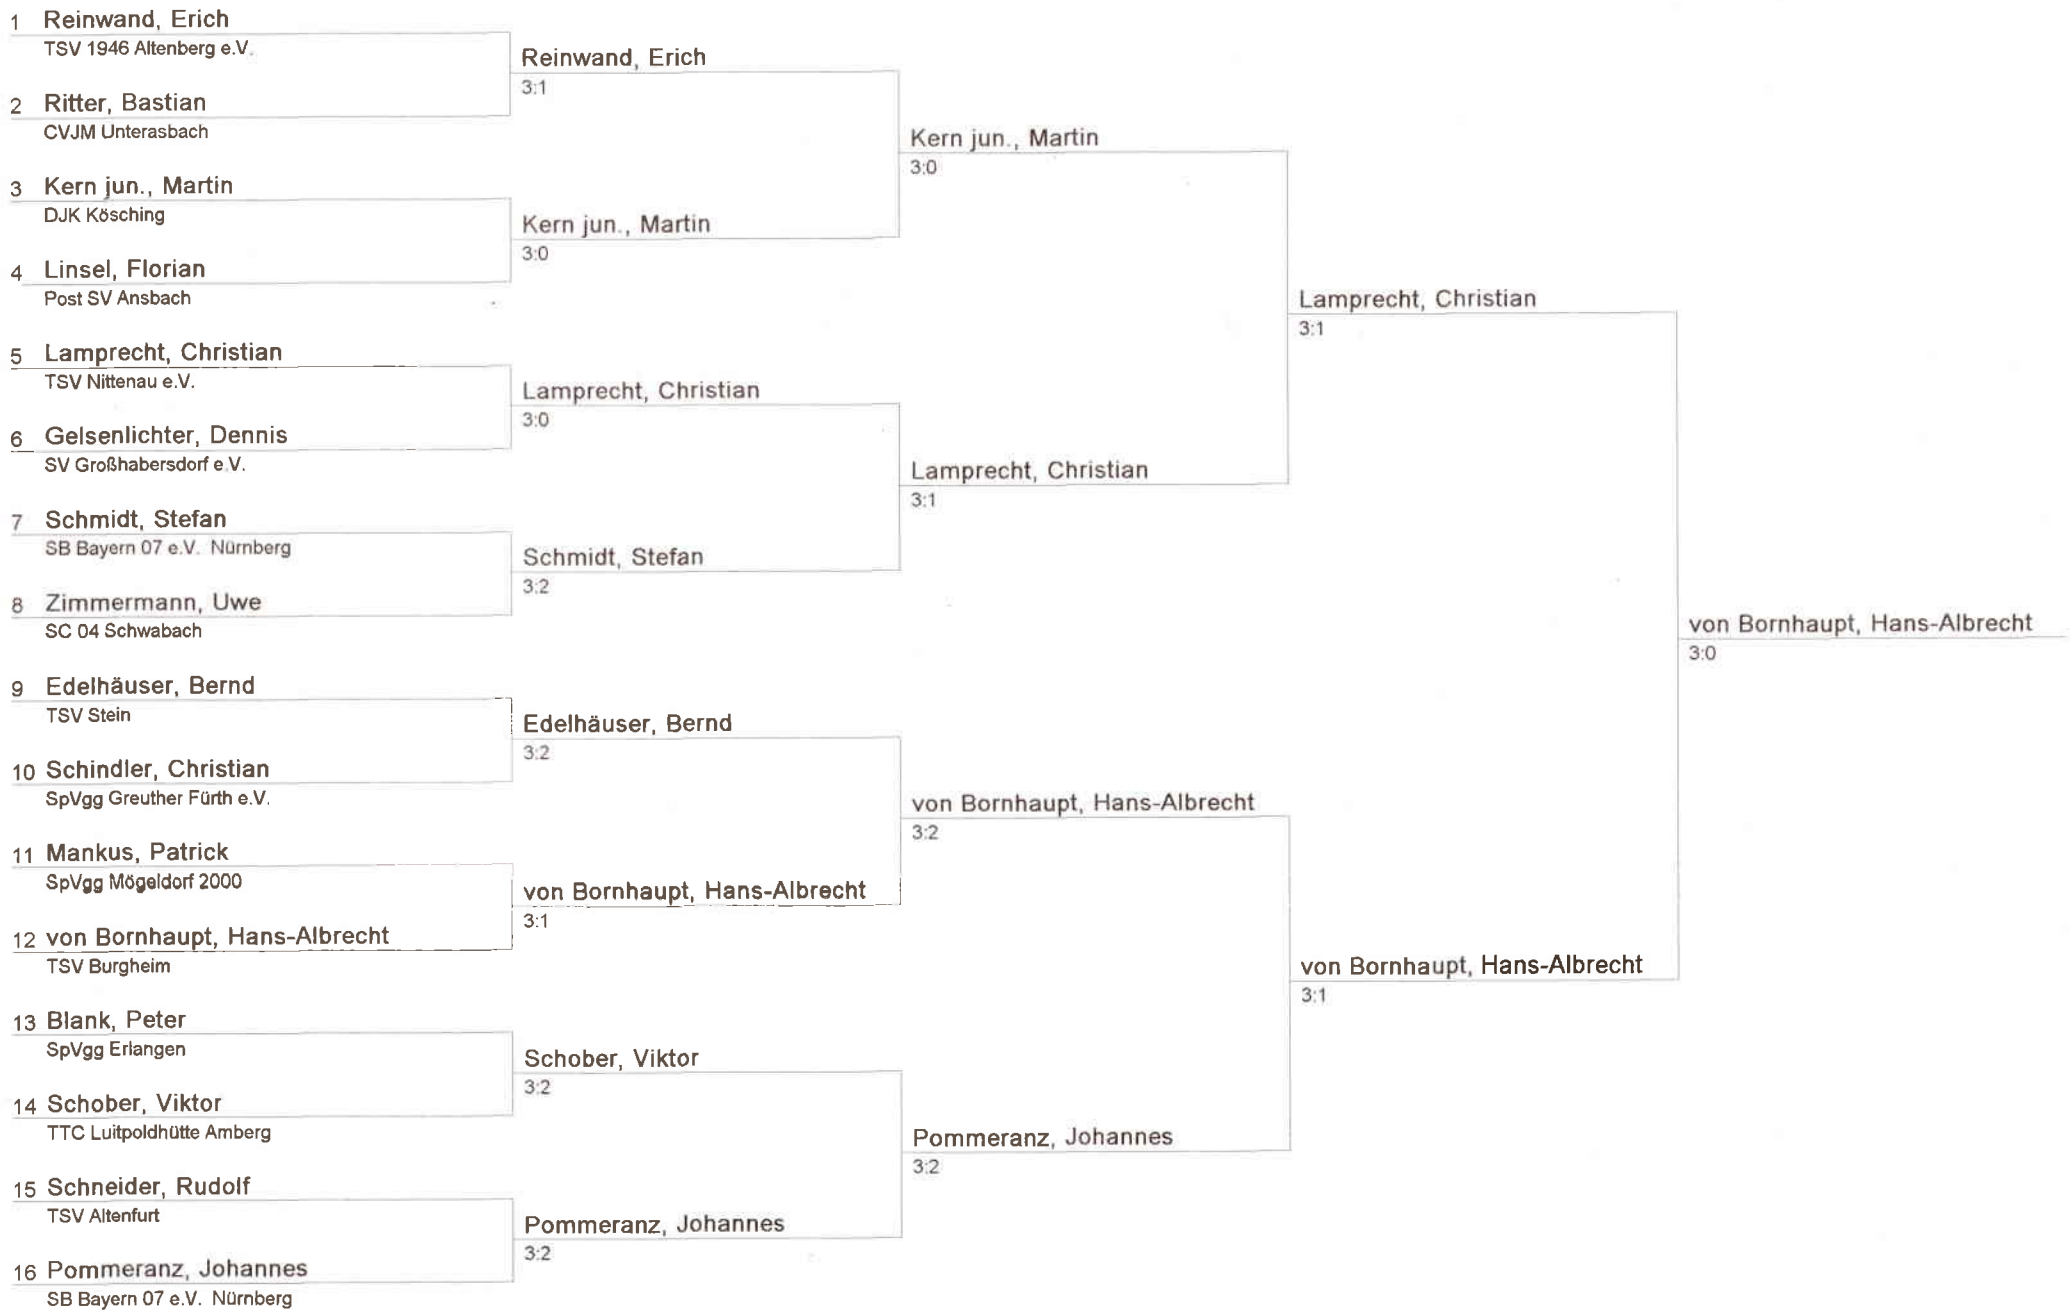 1 Reinwand, Erich
TSV 1946 Altenberg e.V.
2 Ritter, Bastian
CVJM Unterasbach
3 Kern jun., Martin
DJK Kösching
4 Linsel, Florian
Post SV Ansbach
5 Lamprecht, Christian
TSV Nittenau e.V.
6 Gelsenlichter, Dennis
SV Großhabersdorf e.V.
7 Schmidt, Stefan
SB Bayern 07 e.V. Nürnberg
8 Zimmermann, Uwe
SC 04 Schwabach
9 Edelhäuser, Bernd
TSV Stein
10 Schindler, Christian
SpVgg Greuther Fürth e.V.
11 Mankus, Patrick
SpVgg Mögeldorf 2000
12 von Bornhaupt, Hans-Albrecht
TSV Burgheim
13 Blank, Peter
SpVgg Erlangen
14 Schober, Viktor
TTC Luitpoldhütte Amberg
15 Schneider, Rudolf
TSV Altenfurt
16 Pommeranz, Johannes
SB Bayern 07 e.V. Nürnberg
Reinwand, Erich
3:1
Kern jun., Martin
3:0
Lamprecht, Christian
3:0
Schmidt, Stefan
3:2
Edelhäuser, Bernd
3:2
von Bornhaupt, Hans-Albrecht
3:1
Schober, Viktor
3:2
Pommeranz, Johannes
3:2
Kern jun., Martin
3:0
Lamprecht, Christian
3:1
von Bornhaupt, Hans-Albrecht
3:2
Pommeranz, Johannes
3:2
Lamprecht, Christian
3:1
von Bornhaupt, Hans-Albrecht
3:1
von Bornhaupt, Hans-Albrecht
3:0